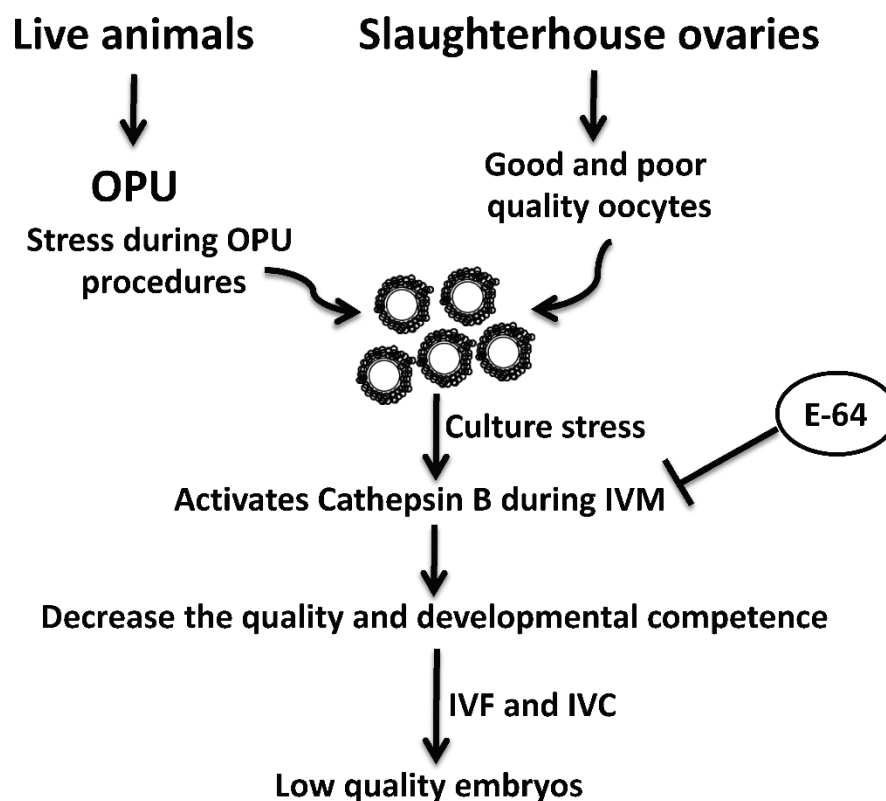 Live animals
Slaughterhouse ovaries
OPU
Stress during OPU
procedures
Good and poor
quality oocytes
Culture stress
E-64
Activates Cathepsin B during IVM
Decrease the quality and developmental competence
IVF and IVC
Low quality embryos